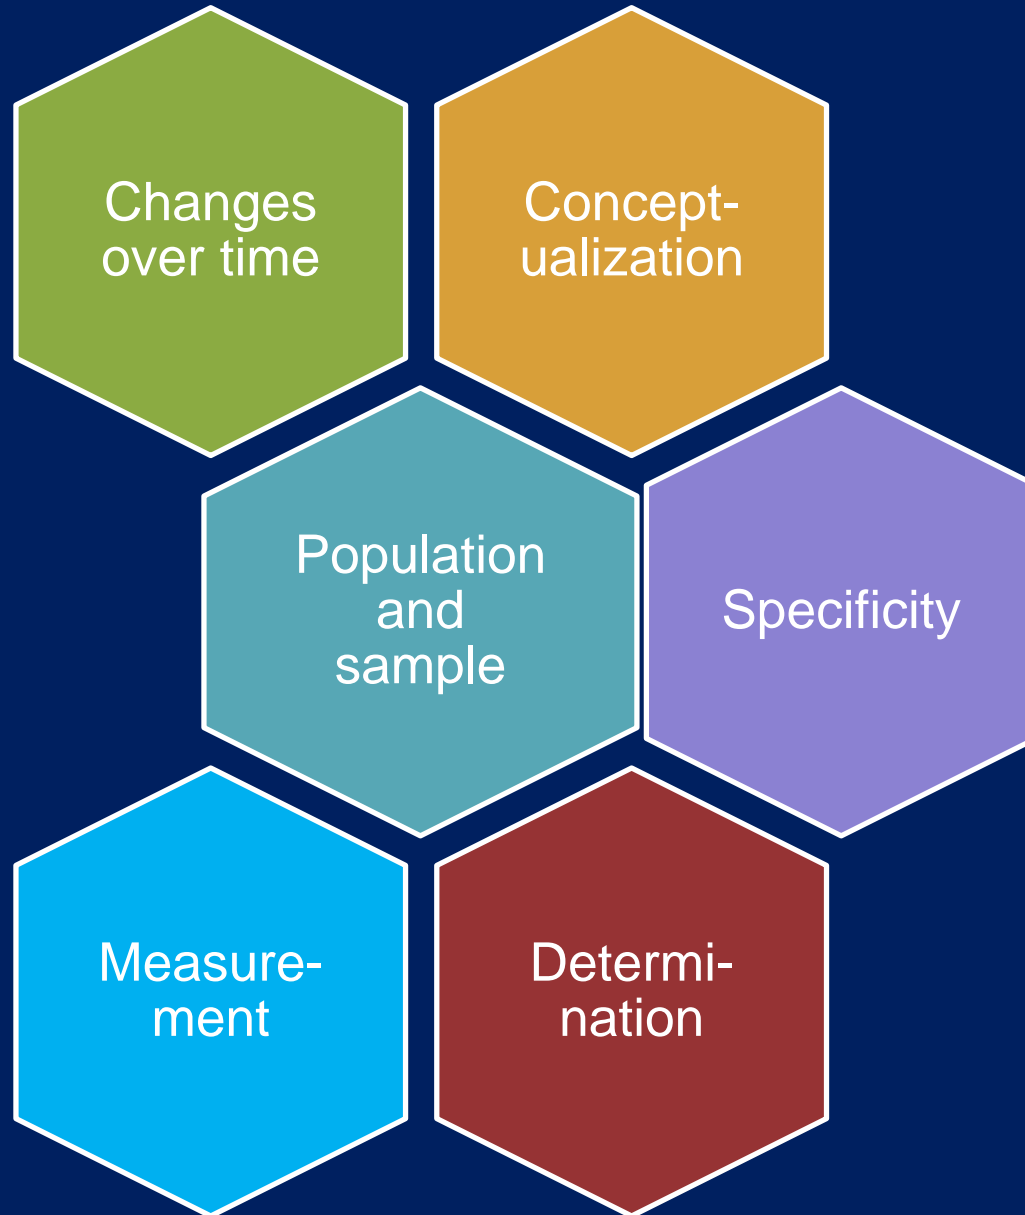 Changes
over time
Concept-
ualization
Population
and
sample
Specificity
Measure-
ment
Determi-
nation